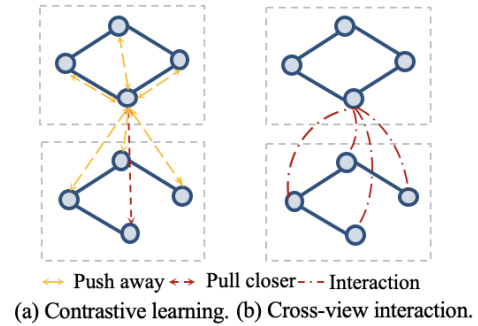 Push away Pull closer Interaction
(a) Contrastive learning. (b) Cross-view interaction.